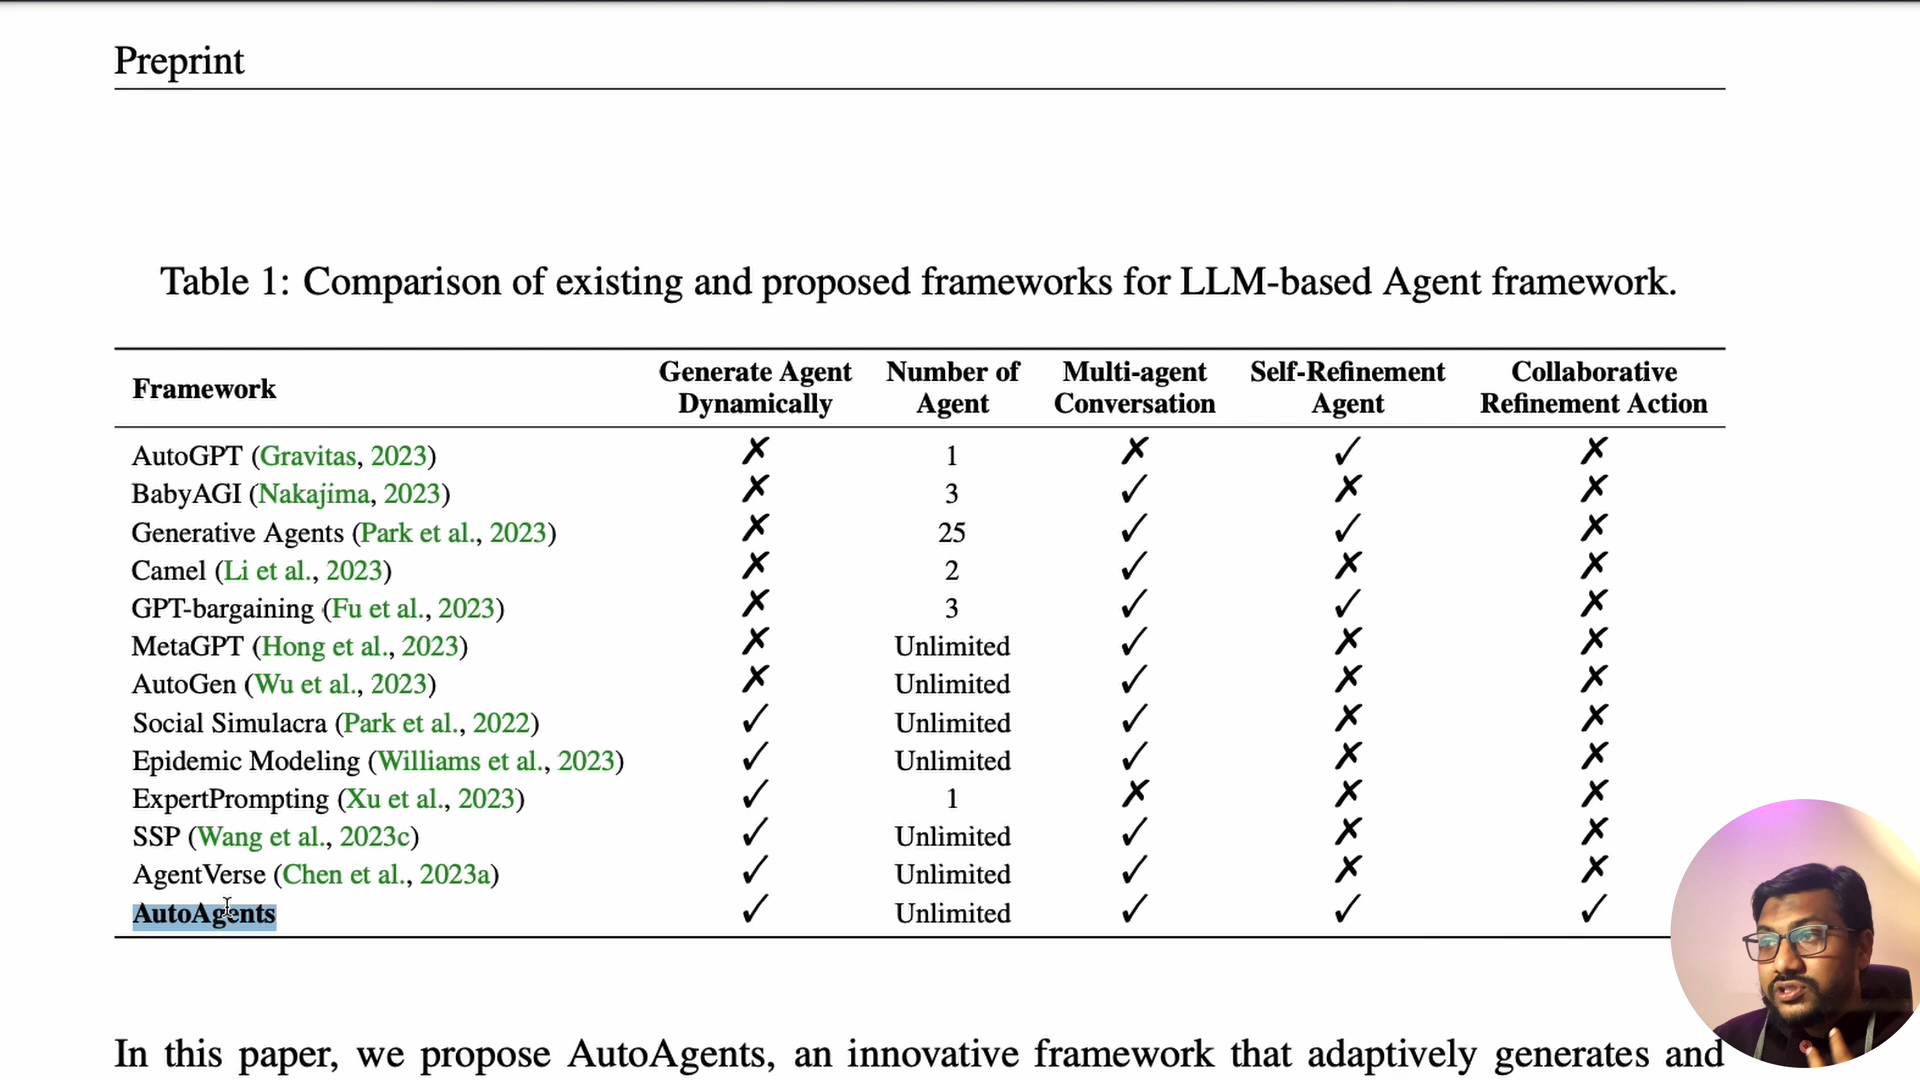 Preprint
Table 1: Comparison of existing and proposed frameworks for LLM-based Agent framework.
Framework Generate Agent Dynamically Number of Agent Multi-agent Conversation Self-Refinement Agent Collaborative Refinement Action
AutoGPT (Gravitas, 2023) ✗ 1 ✗ ✓ ✗
BabyAGI (Nakajima, 2023) ✗ 3 ✓ ✗ ✗
Generative Agents (Park et al., 2023) ✗ 25 ✓ ✓ ✗
Camel (Li et al., 2023) ✗ 2 ✓ ✗ ✗
GPT-bargaining (Fu et al., 2023) ✗ 3 ✓ ✓ ✗
MetaGPT (Hong et al., 2023) ✗ Unlimited ✓ ✗ ✗
AutoGen (Wu et al., 2023) ✗ Unlimited ✓ ✗ ✗
Social Simulacra (Park et al., 2022) ✓ Unlimited ✓ ✗ ✗
Epidemic Modeling (Williams et al., 2023) ✓ Unlimited ✓ ✗ ✗
ExpertPrompting (Xu et al., 2023) ✓ 1 ✗ ✗ ✗
SSP (Wang et al., 2023c) ✓ Unlimited ✓ ✗ ✗
AgentVerse (Chen et al., 2023a) ✓ Unlimited ✓ ✗ ✗
AutoAgents ✓ Unlimited ✓ ✓ ✓
In this paper, we propose AutoAgents, an innovative framework that adaptively generates and